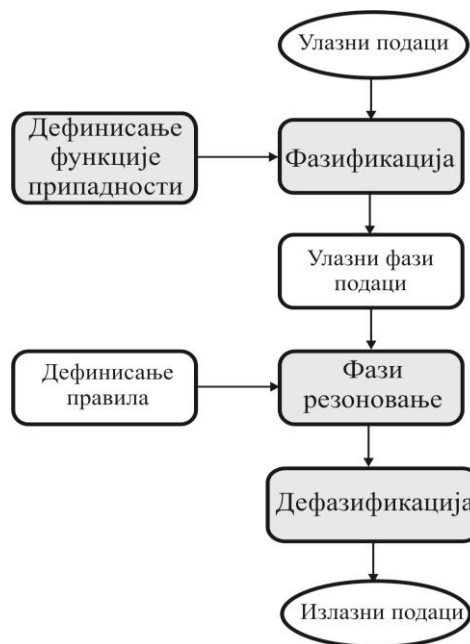 Улазни подаци
Дефинисање
функције
припадности
Фазификација
Улазни фази
подаци
Дефинисање
правила
Фази
резоновање
Дефазификација
Излазни подаци